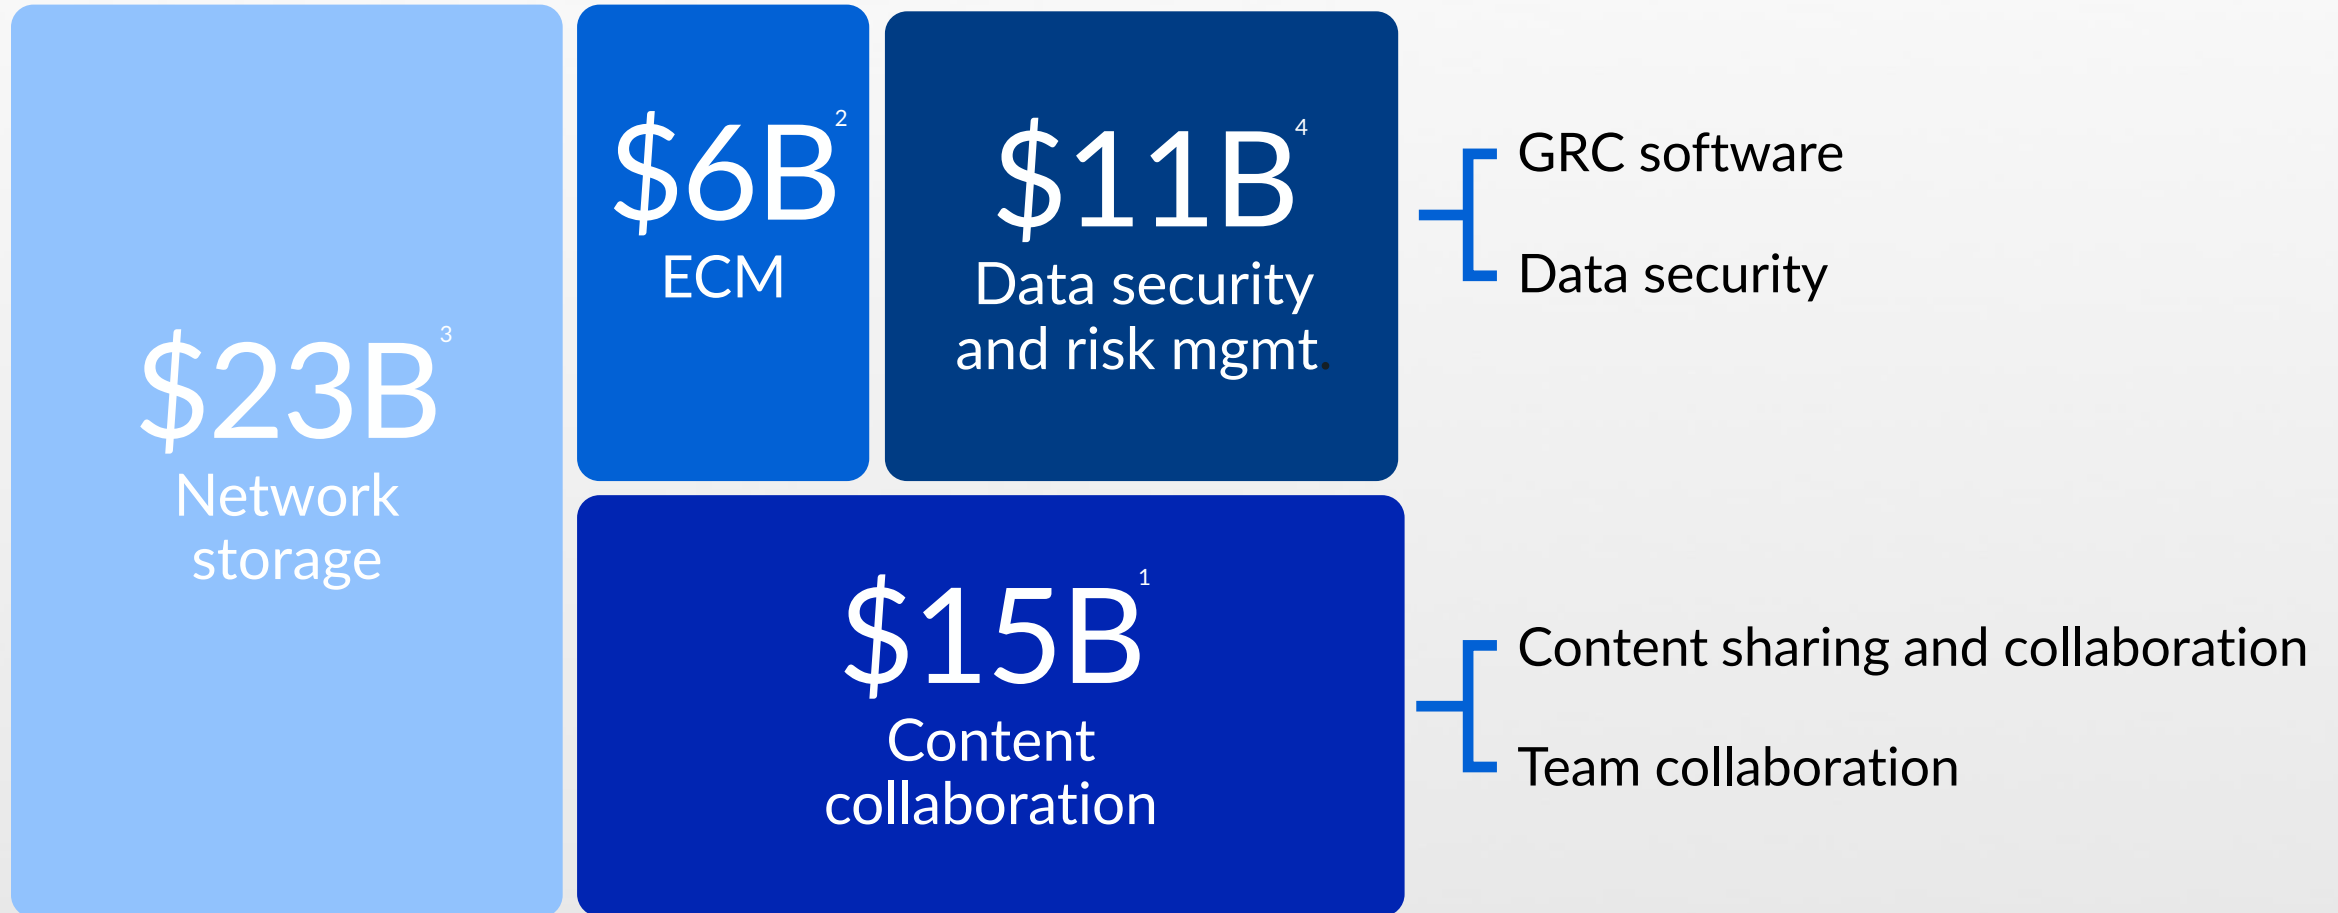 $23B3
Network
storage
$6B2
ECM
$11B4
Data security
and risk mgmt.
GRC software
Data security
$15B1
Content
collaboration
Content sharing and collaboration
Team collaboration